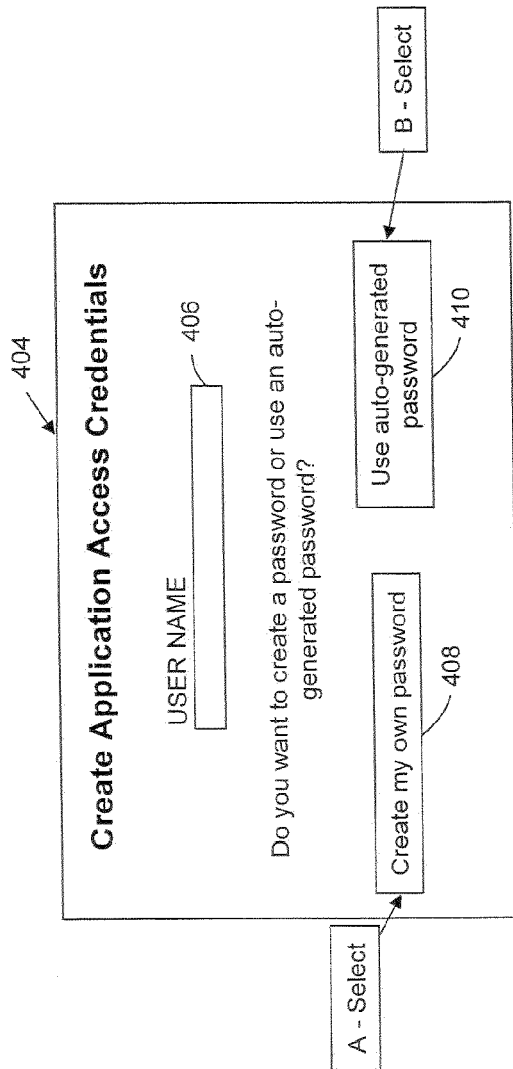 404
Create Application Access Credentials
USER NAME
406
Do you want to create a password or use an auto-
generated password?
A - Select
Create my own password
408
Use auto-generated
password
410
B - Select